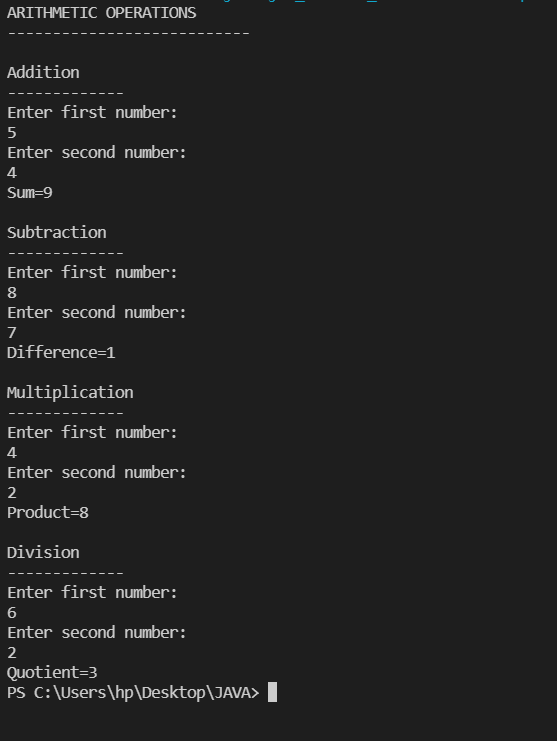 ARITHMETIC OPERATIONS
---------------------------
Addition
-------------
Enter first number:
5
Enter second number:
4
Sum=9
Subtraction
-------------
Enter first number:
8
Enter second number:
7
Difference=1
Multiplication
-------------
Enter first number:
4
Enter second number:
2
Product=8
Division
-------------
Enter first number:
6
Enter second number:
2
Quotient=3
PS C:\Users\hp\Desktop\JAVA>